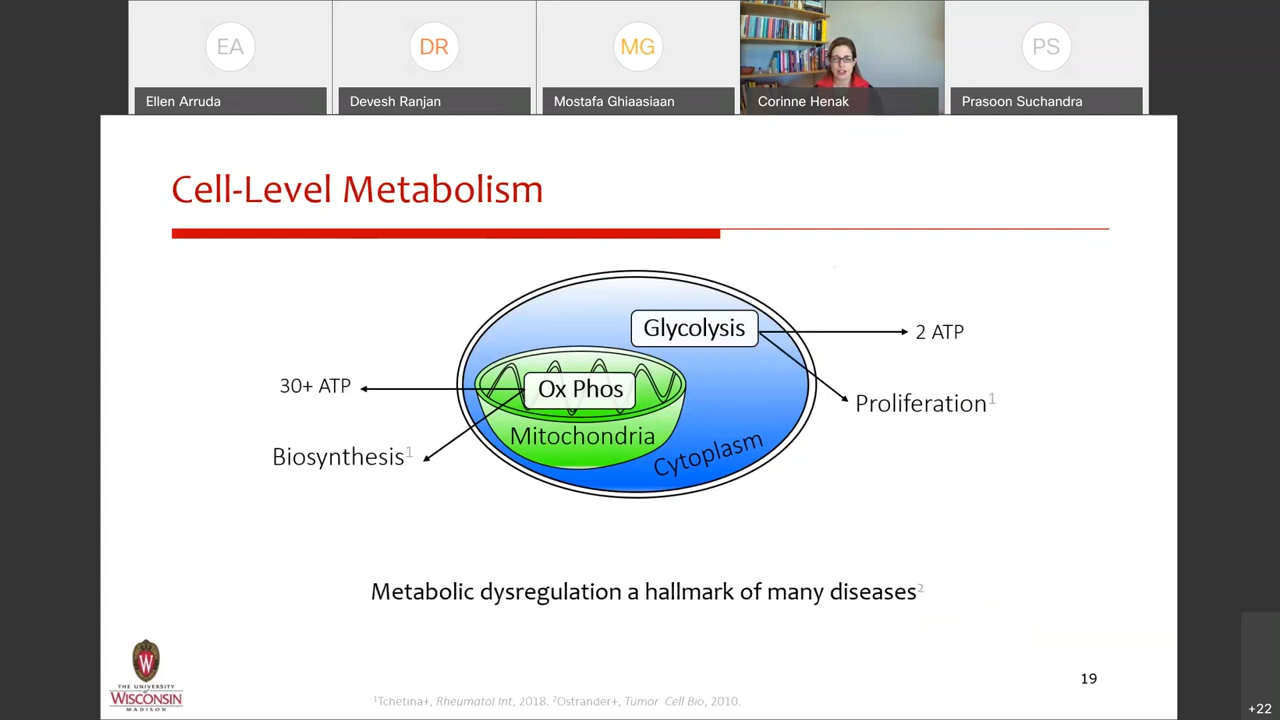 EA
DR
MG
PS
Ellen Arruda
Devesh Ranjan
Mostafa Ghiaasiaan
Corinne Henak
Prasoon Suchandra
Cell-Level Metabolism
Glycolysis
2 ATP
30+ ATP
Ox Phos
Proliferation1
Mitochondria
Cytoplasm
Biosynthesis1
Metabolic dysregulation a hallmark of many diseases2
W
THE UNIVERSITY
of
WISCONSIN
MADISON
19
1Tchetina+, Rheumatol Int, 2018. 2Ostrander+, Tumor Cell Bio, 2010.
+22